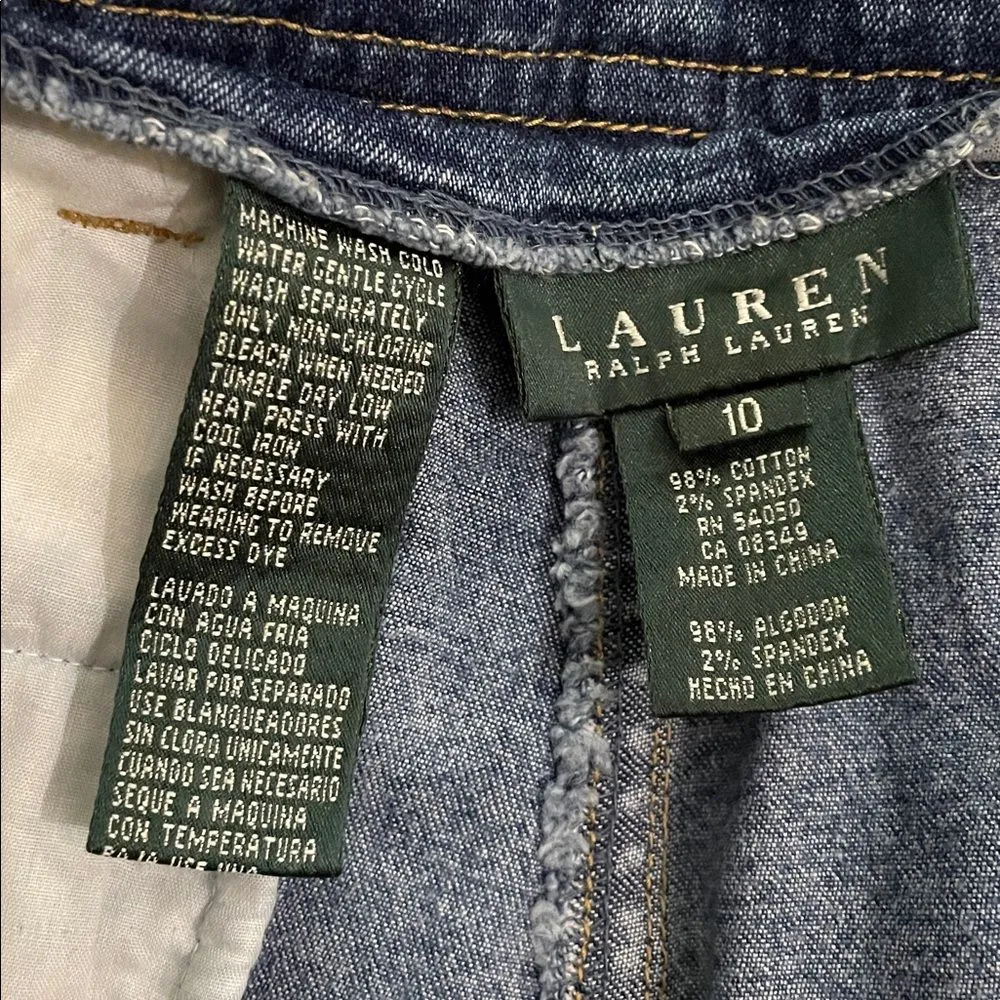 MACHINE WASH COLD
WATER GENTLE CYCLE
WASH SEPARATELY
ONLY NON-CHLORINE
BLEACH WHEN NEEDED
TUMBLE DRY LOW
HEAT PRESS WITH
COOL IRON
IF NECESSARY
WASH BEFORE
WEARING TO REMOVE
EXCESS DYE
LAVADO A MAQUINA
CON AGUA FRIA
CICLO DELICADO
LAVAR POR SEPARADO
USE BLANQUEADORES
SIN CLORO UNICAMENTE
CUANDO SEA NECESARIO
SEQUE A MAQUINA
CON TEMPERATURA
BAJA USE UNA
LAUREN
RALPH LAUREN
10
98% COTTON
2% SPANDEX
RN 54050
CA 08349
MADE IN CHINA
98% ALGODON
2% SPANDEX
HECHO EN CHINA